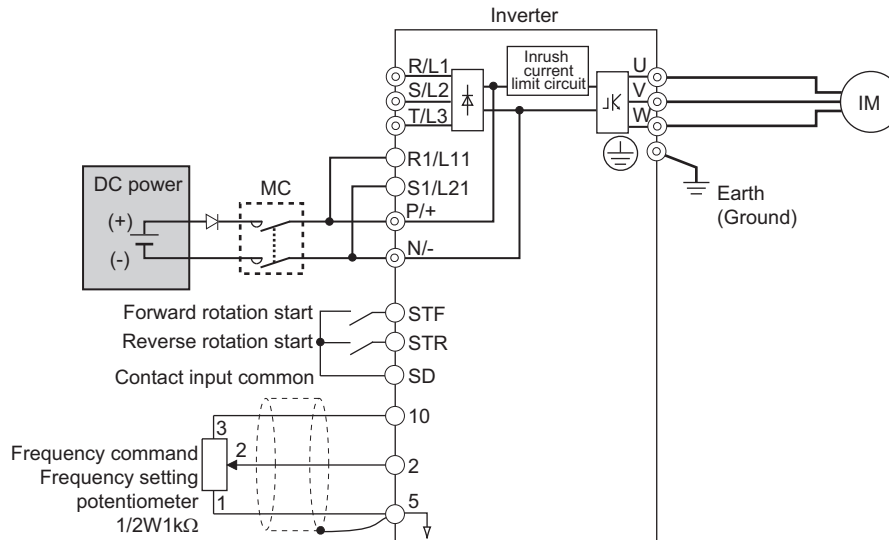 Inverter
R/L1
S/L2
T/L3
Inrush
current
limit circuit
U
V
W
IM
R1/L11
S1/L21
P/+
N/-
DC power
(+)
(-)
MC
Earth
(Ground)
Forward rotation start
STF
Reverse rotation start
STR
Contact input common
SD
3
10
Frequency command
2
2
Frequency setting
potentiometer
1
5
1/2W1kΩ